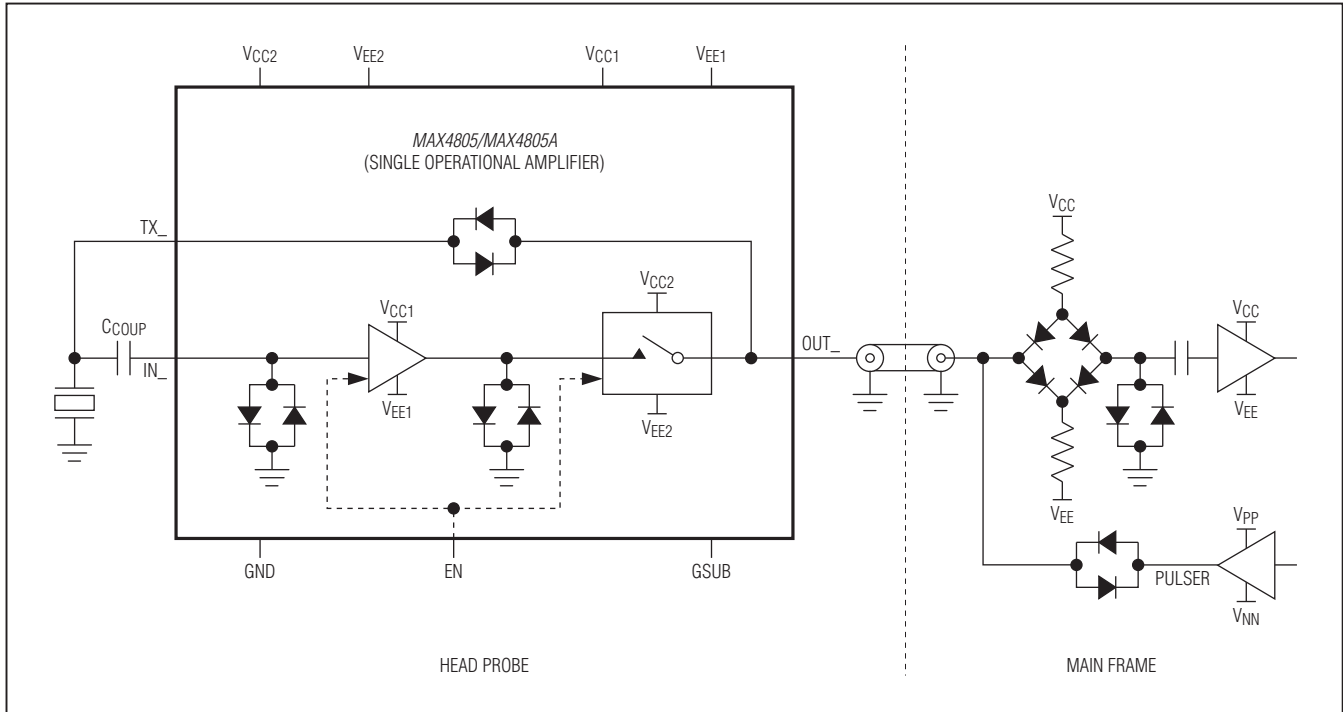 VCC2
VEE2
VCC1
VEE1
MAX4805/MAX4805A
(SINGLE OPERATIONAL AMPLIFIER)
TX_
VCC
VCC1
VCC2
CCOUP
VCC
OUT_
IN_
VEE1
VEE2
VEE
VEE
VPP
GND
EN
GSUB
PULSER
VNN
HEAD PROBE
MAIN FRAME